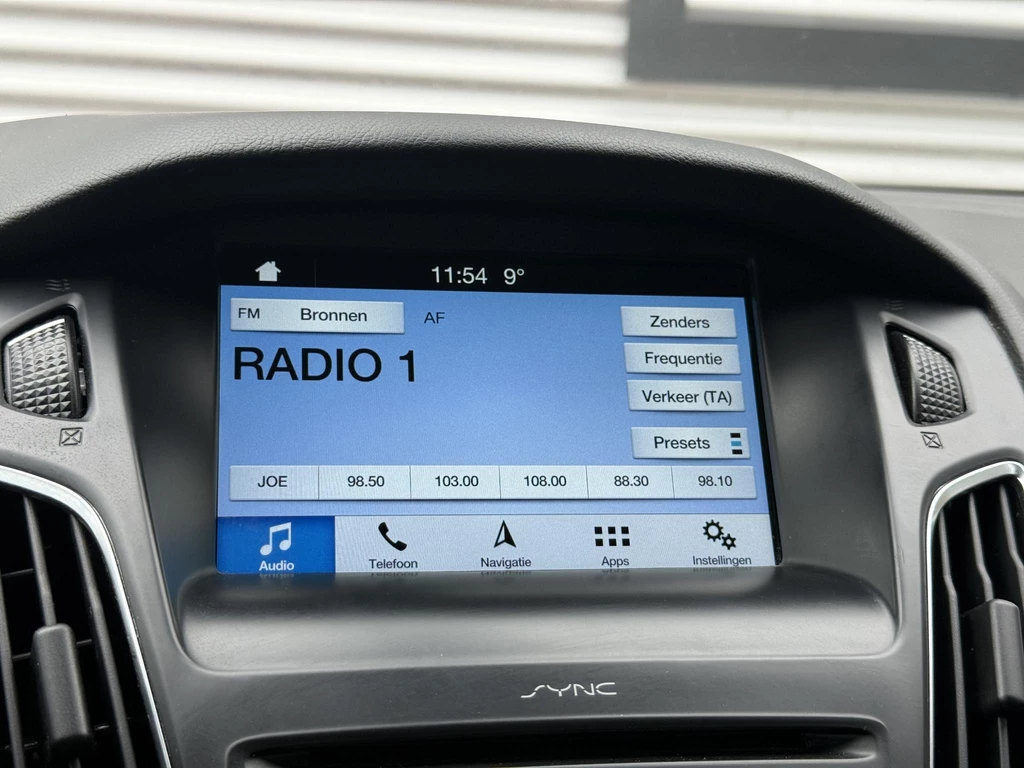 11:54 9°
FM Bronnen AF
Zenders
RADIO 1
Frequentie
Verkeer (TA)
Presets
JOE 98.50 103.00 108.00 88.30 98.10
Audio Telefoon Navigatie Apps Instellingen
SYNC